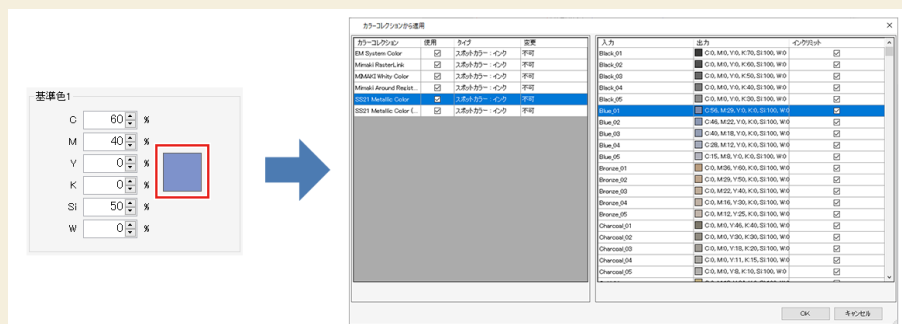 基準色1
C 60 %
M 40 %
Y 0 %
K 0 %
Si 50 %
W 0 %
カラーコレクションから適用
カラーコレクション 使用 タイプ 変更
EM System Color スポットカラー：インク 不可
Mimaki RasterLink スポットカラー：インク 不可
MIMAKI Whity Color スポットカラー：インク 不可
Mimaki Around Regist... スポットカラー：インク 不可
SS21 Metallic Color スポットカラー：インク 不可
SS21 Metallic Color (... スポットカラー：インク 不可
入力 出力 インクリミット
Black_01 C:0, M:0, Y:0, K:70, Si:100, W:0
Black_02 C:0, M:0, Y:0, K:60, Si:100, W:0
Black_03 C:0, M:0, Y:0, K:50, Si:100, W:0
Black_04 C:0, M:0, Y:0, K:40, Si:100, W:0
Black_05 C:0, M:0, Y:0, K:30, Si:100, W:0
Blue_01 C:56, M:29, Y:0, K:0, Si:100, W:0
Blue_02 C:46, M:22, Y:0, K:0, Si:100, W:0
Blue_03 C:40, M:18, Y:0, K:0, Si:100, W:0
Blue_04 C:28, M:12, Y:0, K:0, Si:100, W:0
Blue_05 C:15, M:8, Y:0, K:0, Si:100, W:0
Bronze_01 C:0, M:36, Y:60, K:0, Si:100, W:0
Bronze_02 C:0, M:29, Y:50, K:0, Si:100, W:0
Bronze_03 C:0, M:22, Y:40, K:0, Si:100, W:0
Bronze_04 C:0, M:16, Y:30, K:0, Si:100, W:0
Bronze_05 C:0, M:12, Y:25, K:0, Si:100, W:0
Charcoal_01 C:0, M:0, Y:46, K:40, Si:100, W:0
Charcoal_02 C:0, M:0, Y:30, K:30, Si:100, W:0
Charcoal_03 C:0, M:0, Y:18, K:20, Si:100, W:0
Charcoal_04 C:0, M:0, Y:11, K:15, Si:100, W:0
Charcoal_05 C:0, M:0, Y:8, K:10, Si:100, W:0
OK キャンセル